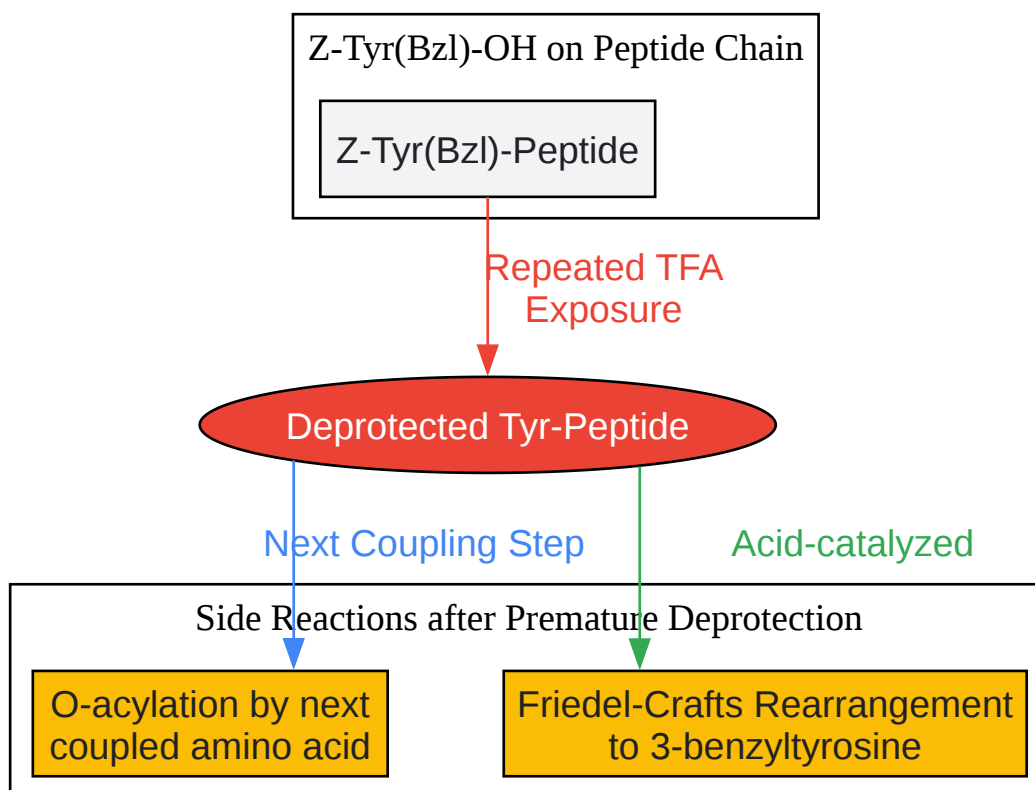 Z-Tyr(Bzl)-OH on Peptide Chain
Z-Tyr(Bzl)-Peptide
Repeated TFA
Exposure
Deprotected Tyr-Peptide
Next Coupling Step
Acid-catalyzed
Side Reactions after Premature Deprotection
O-acylation by next
coupled amino acid
Friedel-Crafts Rearrangement
to 3-benzyltyrosine